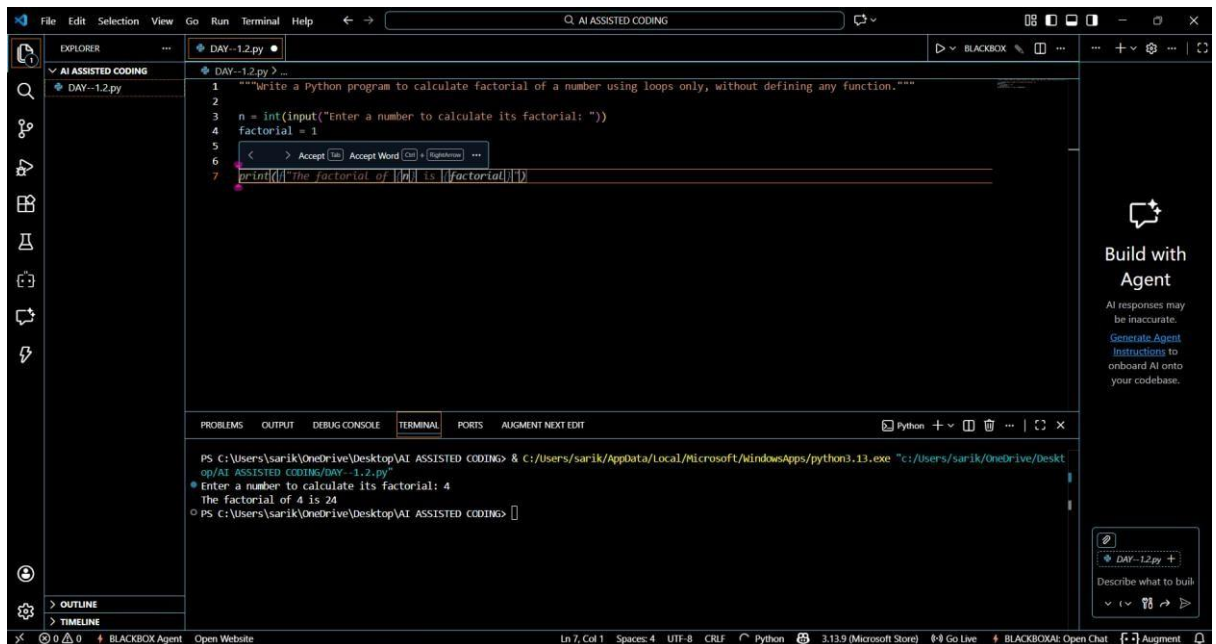 File Edit Selection View Go Run Terminal Help
AI ASSISTED CODING
EXPLORER
AI ASSISTED CODING
DAY--1.2.py
DAY--1.2.py
BLACKBOX
DAY--1.2.py > ...
1 """Write a Python program to calculate factorial of a number using loops only, without defining any function."""
2
3 n = int(input("Enter a number to calculate its factorial: "))
4 factorial = 1
5
< > Accept Tab Accept Word Ctrl + RightArrow ...
6
7 print(f"The factorial of {n} is {factorial}")
Build with
Agent
AI responses may
be inaccurate.
Generate Agent
Instructions to
onboard AI onto
your codebase.
PROBLEMS OUTPUT DEBUG CONSOLE TERMINAL PORTS AUGMENT NEXT EDIT
Python
PS C:\Users\sarik\OneDrive\Desktop\AI ASSISTED CODING> & C:/Users/sarik/AppData/Local/Microsoft/WindowsApps/python3.13.exe "c:/Users/sarik/OneDrive/Deskt
op/AI ASSISTED CODING/DAY--1.2.py"
Enter a number to calculate its factorial: 4
The factorial of 4 is 24
PS C:\Users\sarik\OneDrive\Desktop\AI ASSISTED CODING>
DAY--1.2.py +
Describe what to buil
OUTLINE
TIMELINE
0 0 BLACKBOX Agent Open Website Ln 7, Col 1 Spaces: 4 UTF-8 CRLF Python 3.13.9 (Microsoft Store) Go Live BLACKBOXAI: Open Chat Augment